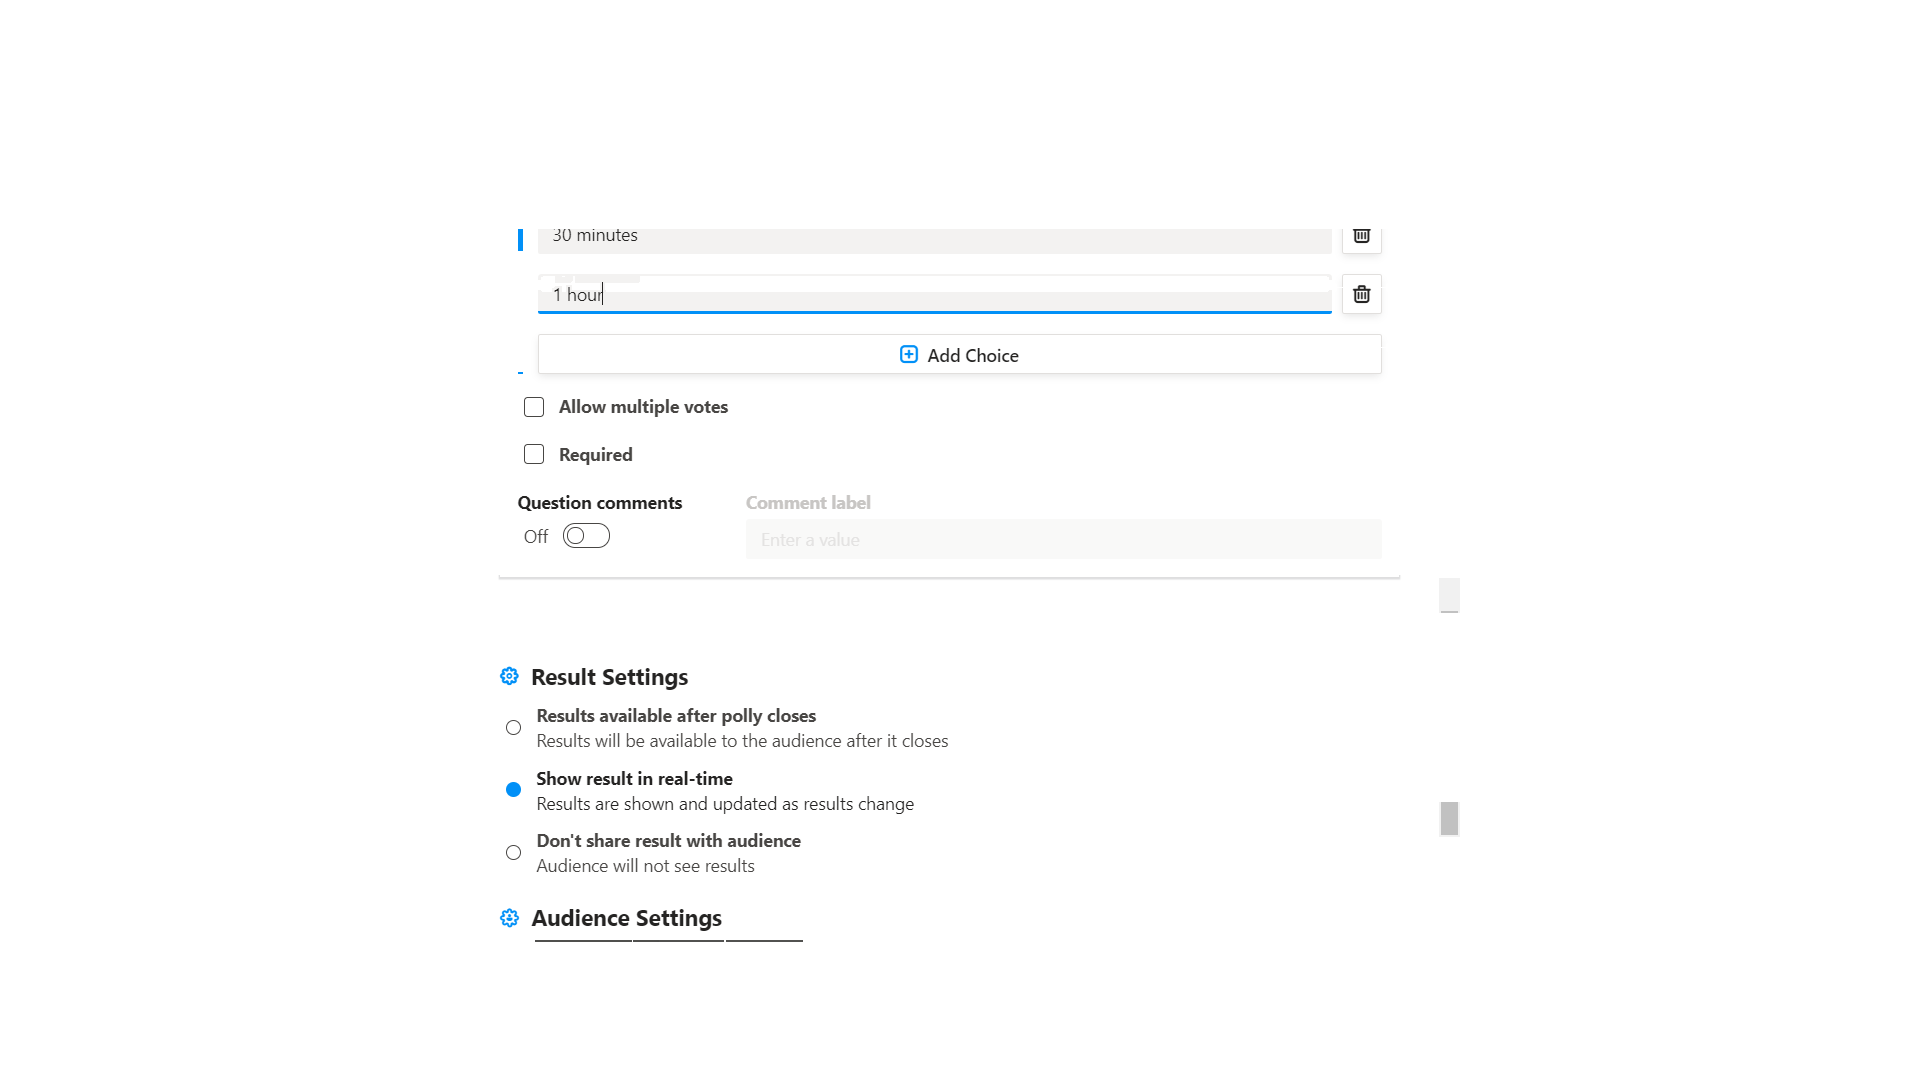 30 minutes
1 hour
Add Choice
Allow multiple votes
Required
Question comments
Comment label
Off
Enter a value
Result Settings
Results available after polly closes
Results will be available to the audience after it closes
Show result in real-time
Results are shown and updated as results change
Don't share result with audience
Audience will not see results
Audience Settings